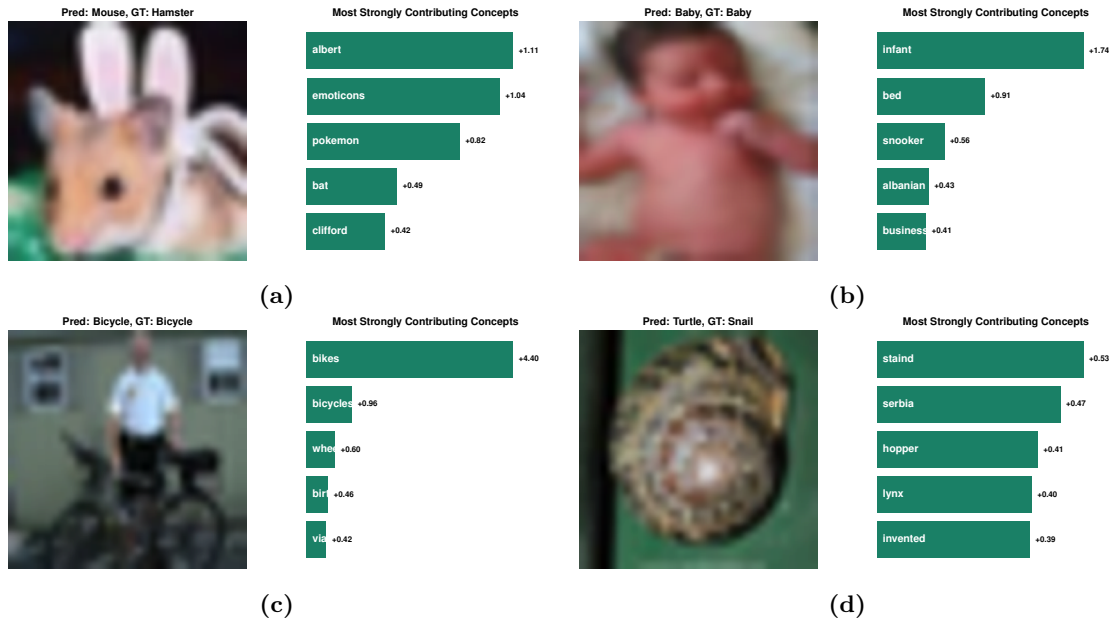 Pred: Mouse, GT: Hamster
Most Strongly Contributing Concepts
albert +1.11
emoticons +1.04
pokemon +0.82
bat +0.49
clifford +0.42
(a)
Pred: Baby, GT: Baby
Most Strongly Contributing Concepts
infant +1.74
bed +0.91
snooker +0.56
albanian +0.43
business +0.41
(b)
Pred: Bicycle, GT: Bicycle
Most Strongly Contributing Concepts
bikes +4.40
bicycles +0.96
+0.60
+0.46
via +0.42
(c)
Pred: Turtle, GT: Snail
Most Strongly Contributing Concepts
staind +0.53
serbia +0.47
hopper +0.41
lynx +0.40
invented +0.39
(d)